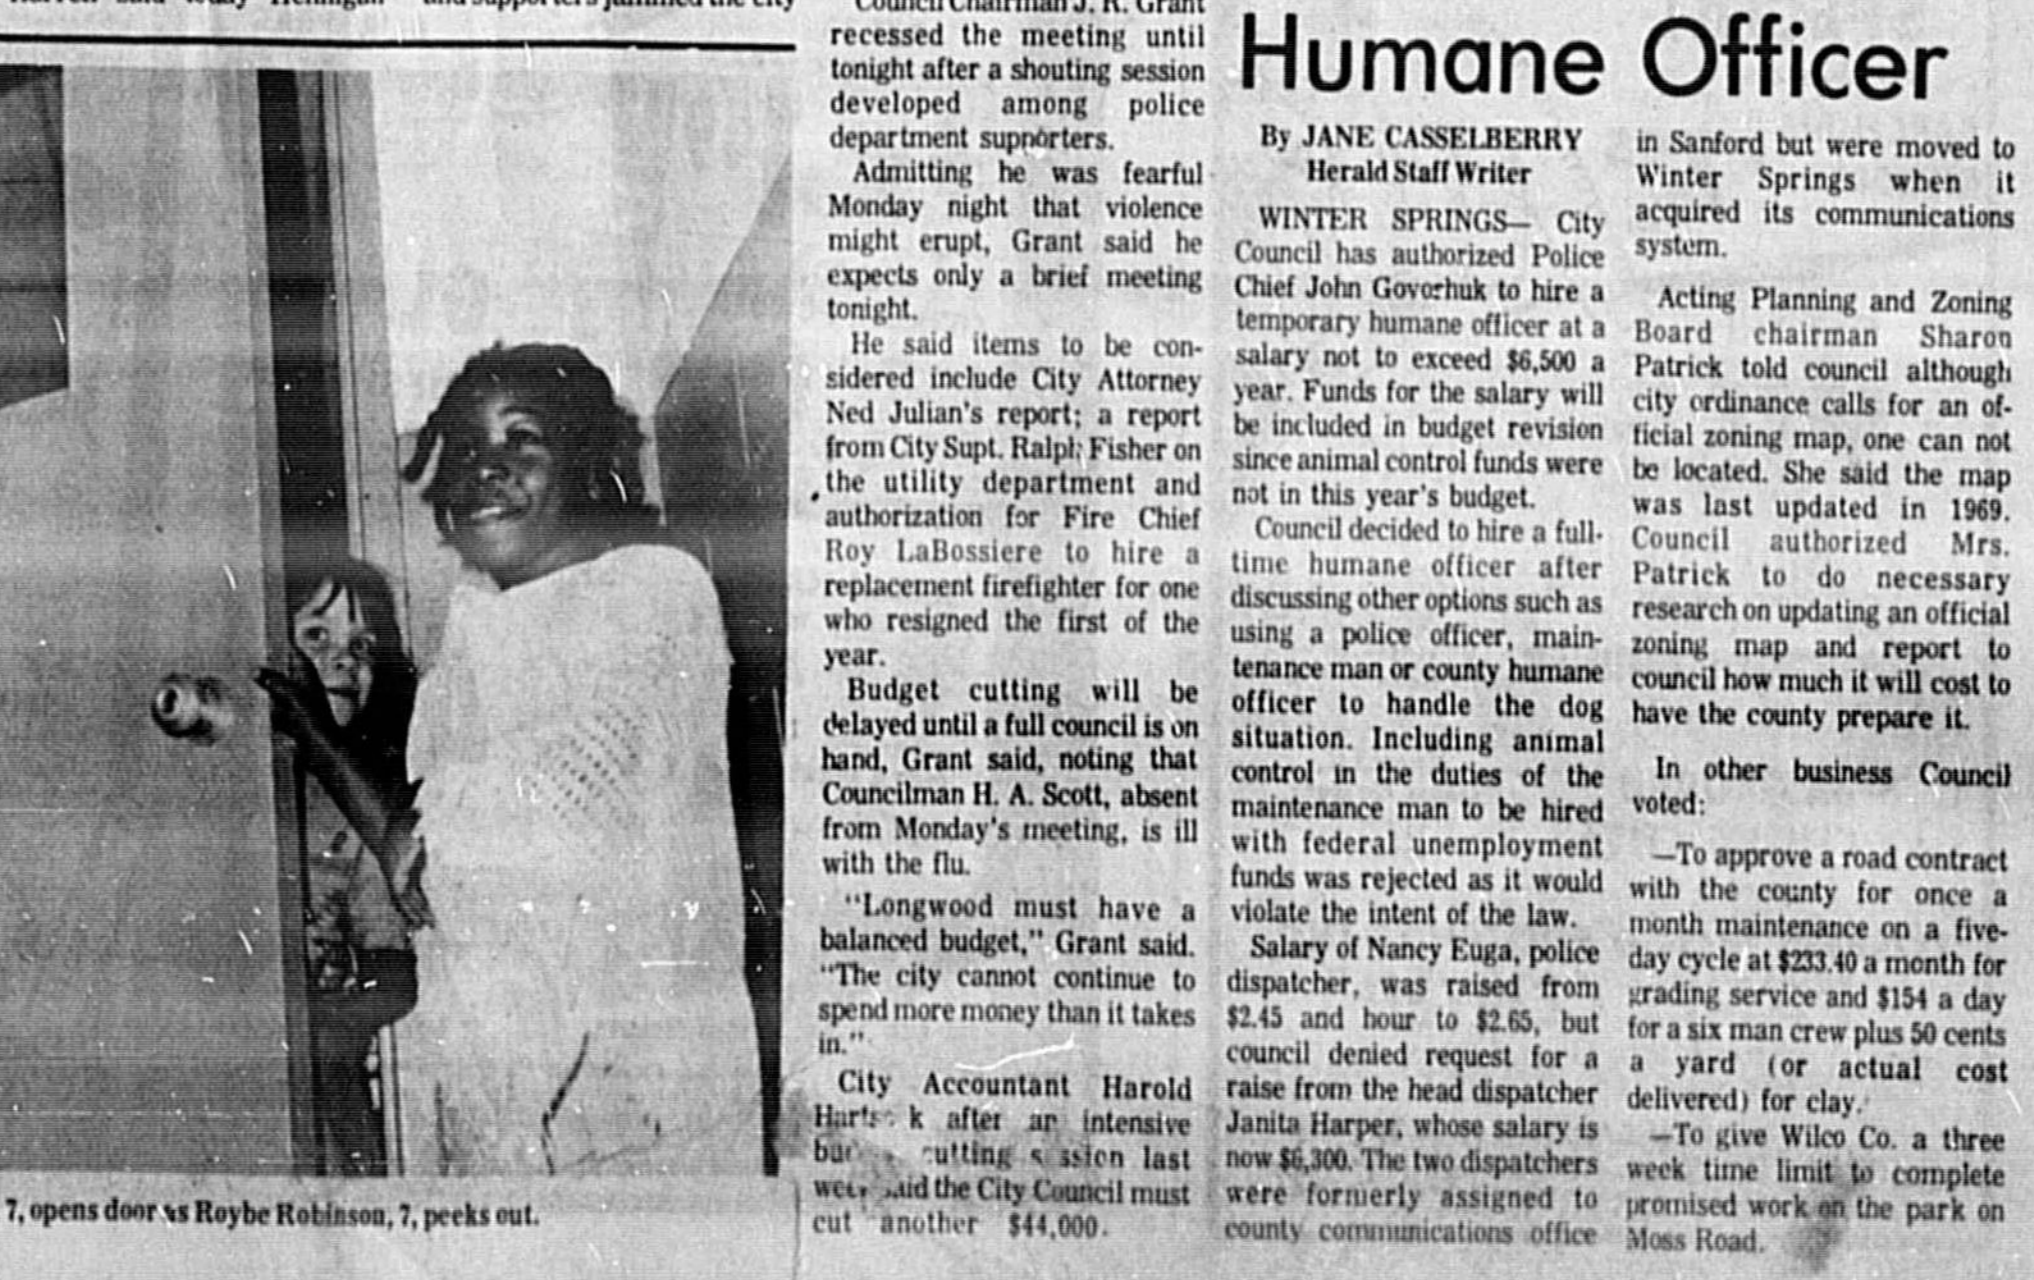 and supporters jammed the city
7, opens door as Roybe Robinson, 7, peeks out.
Council Chairman J. R. Grant
recessed the meeting until
tonight after a shouting session
developed among police
department supporters.
Admitting he was fearful
Monday night that violence
might erupt, Grant said he
expects only a brief meeting
tonight.
He said items to be con-
sidered include City Attorney
Ned Julian's report; a report
from City Supt. Ralph Fisher on
the utility department and
authorization for Fire Chief
Roy LaBossiere to hire a
replacement firefighter for one
who resigned the first of the
year.
Budget cutting will be
delayed until a full council is on
hand, Grant said, noting that
Councilman H. A. Scott, absent
from Monday's meeting, is ill
with the flu.
"Longwood must have a
balanced budget," Grant said.
"The city cannot continue to
spend more money than it takes
in."
City Accountant Harold
after an intensive
cutting session last
said the City Council must
cut another $44,000.
Humane Officer
By JANE CASSELBERRY
Herald Staff Writer
WINTER SPRINGS— City
Council has authorized Police
Chief John Govorhuk to hire a
temporary humane officer at a
salary not to exceed $6,500 a
year. Funds for the salary will
be included in budget revision
since animal control funds were
not in this year's budget.
Council decided to hire a full-
time humane officer after
discussing other options such as
using a police officer, main-
tenance man or county humane
officer to handle the dog
situation. Including animal
control in the duties of the
maintenance man to be hired
with federal unemployment
funds was rejected as it would
violate the intent of the law.
Salary of Nancy Euga, police
dispatcher, was raised from
$2.45 and hour to $2.65, but
council denied request for a
raise from the head dispatcher
Janita Harper, whose salary is
now $6,300. The two dispatchers
were formerly assigned to
county communications office
in Sanford but were moved to
Winter Springs when it
acquired its communications
system.
Acting Planning and Zoning
Board chairman Sharon
Patrick told council although
city ordinance calls for an of-
ficial zoning map, one can not
be located. She said the map
was last updated in 1969.
Council authorized Mrs.
Patrick to do necessary
research on updating an official
zoning map and report to
council how much it will cost to
have the county prepare it.
In other business Council
voted:
—To approve a road contract
with the county for once a
month maintenance on a five-
day cycle at $233.40 a month for
grading service and $154 a day
for a six man crew plus 50 cents
a yard (or actual cost
delivered) for clay.
—To give Wilco Co. a three
week time limit to complete
promised work on the park on
Moss Road.